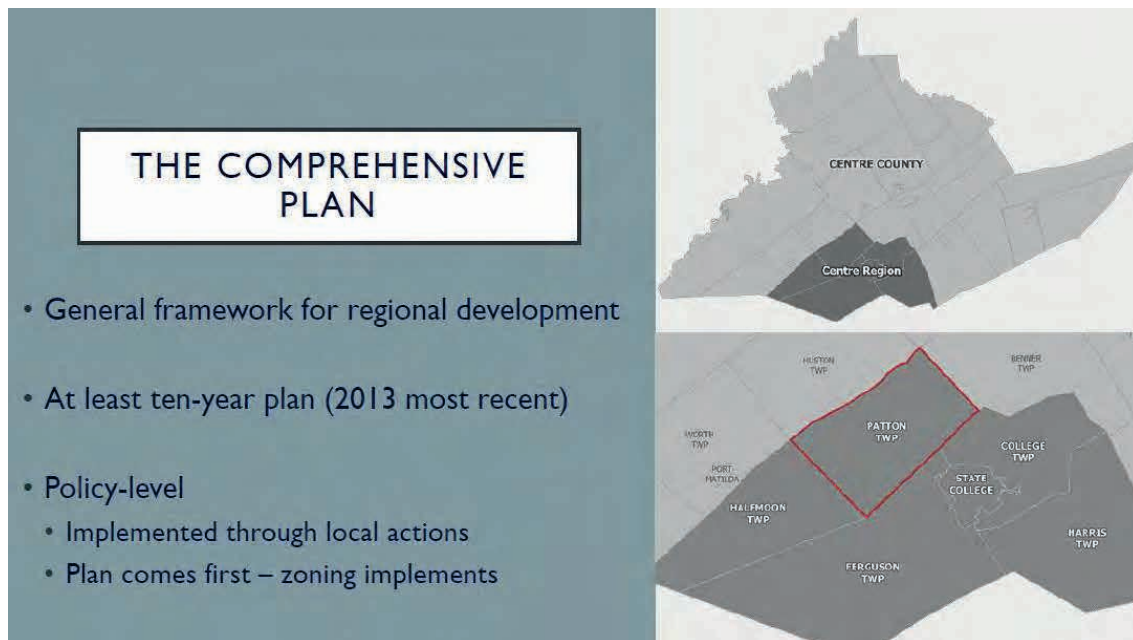 THE COMPREHENSIVE
PLAN
• General framework for regional development
• At least ten-year plan (2013 most recent)
• Policy-level
• Implemented through local actions
• Plan comes first – zoning implements
CENTRE COUNTY
Centre Region
HUSTON
TWP
BENNER
TWP
PATTON
TWP
WORTH
TWP
COLLEGE
TWP
PORT
MATILDA
STATE
COLLEGE
HALFMOON
TWP
HARRIS
TWP
FERGUSON
TWP